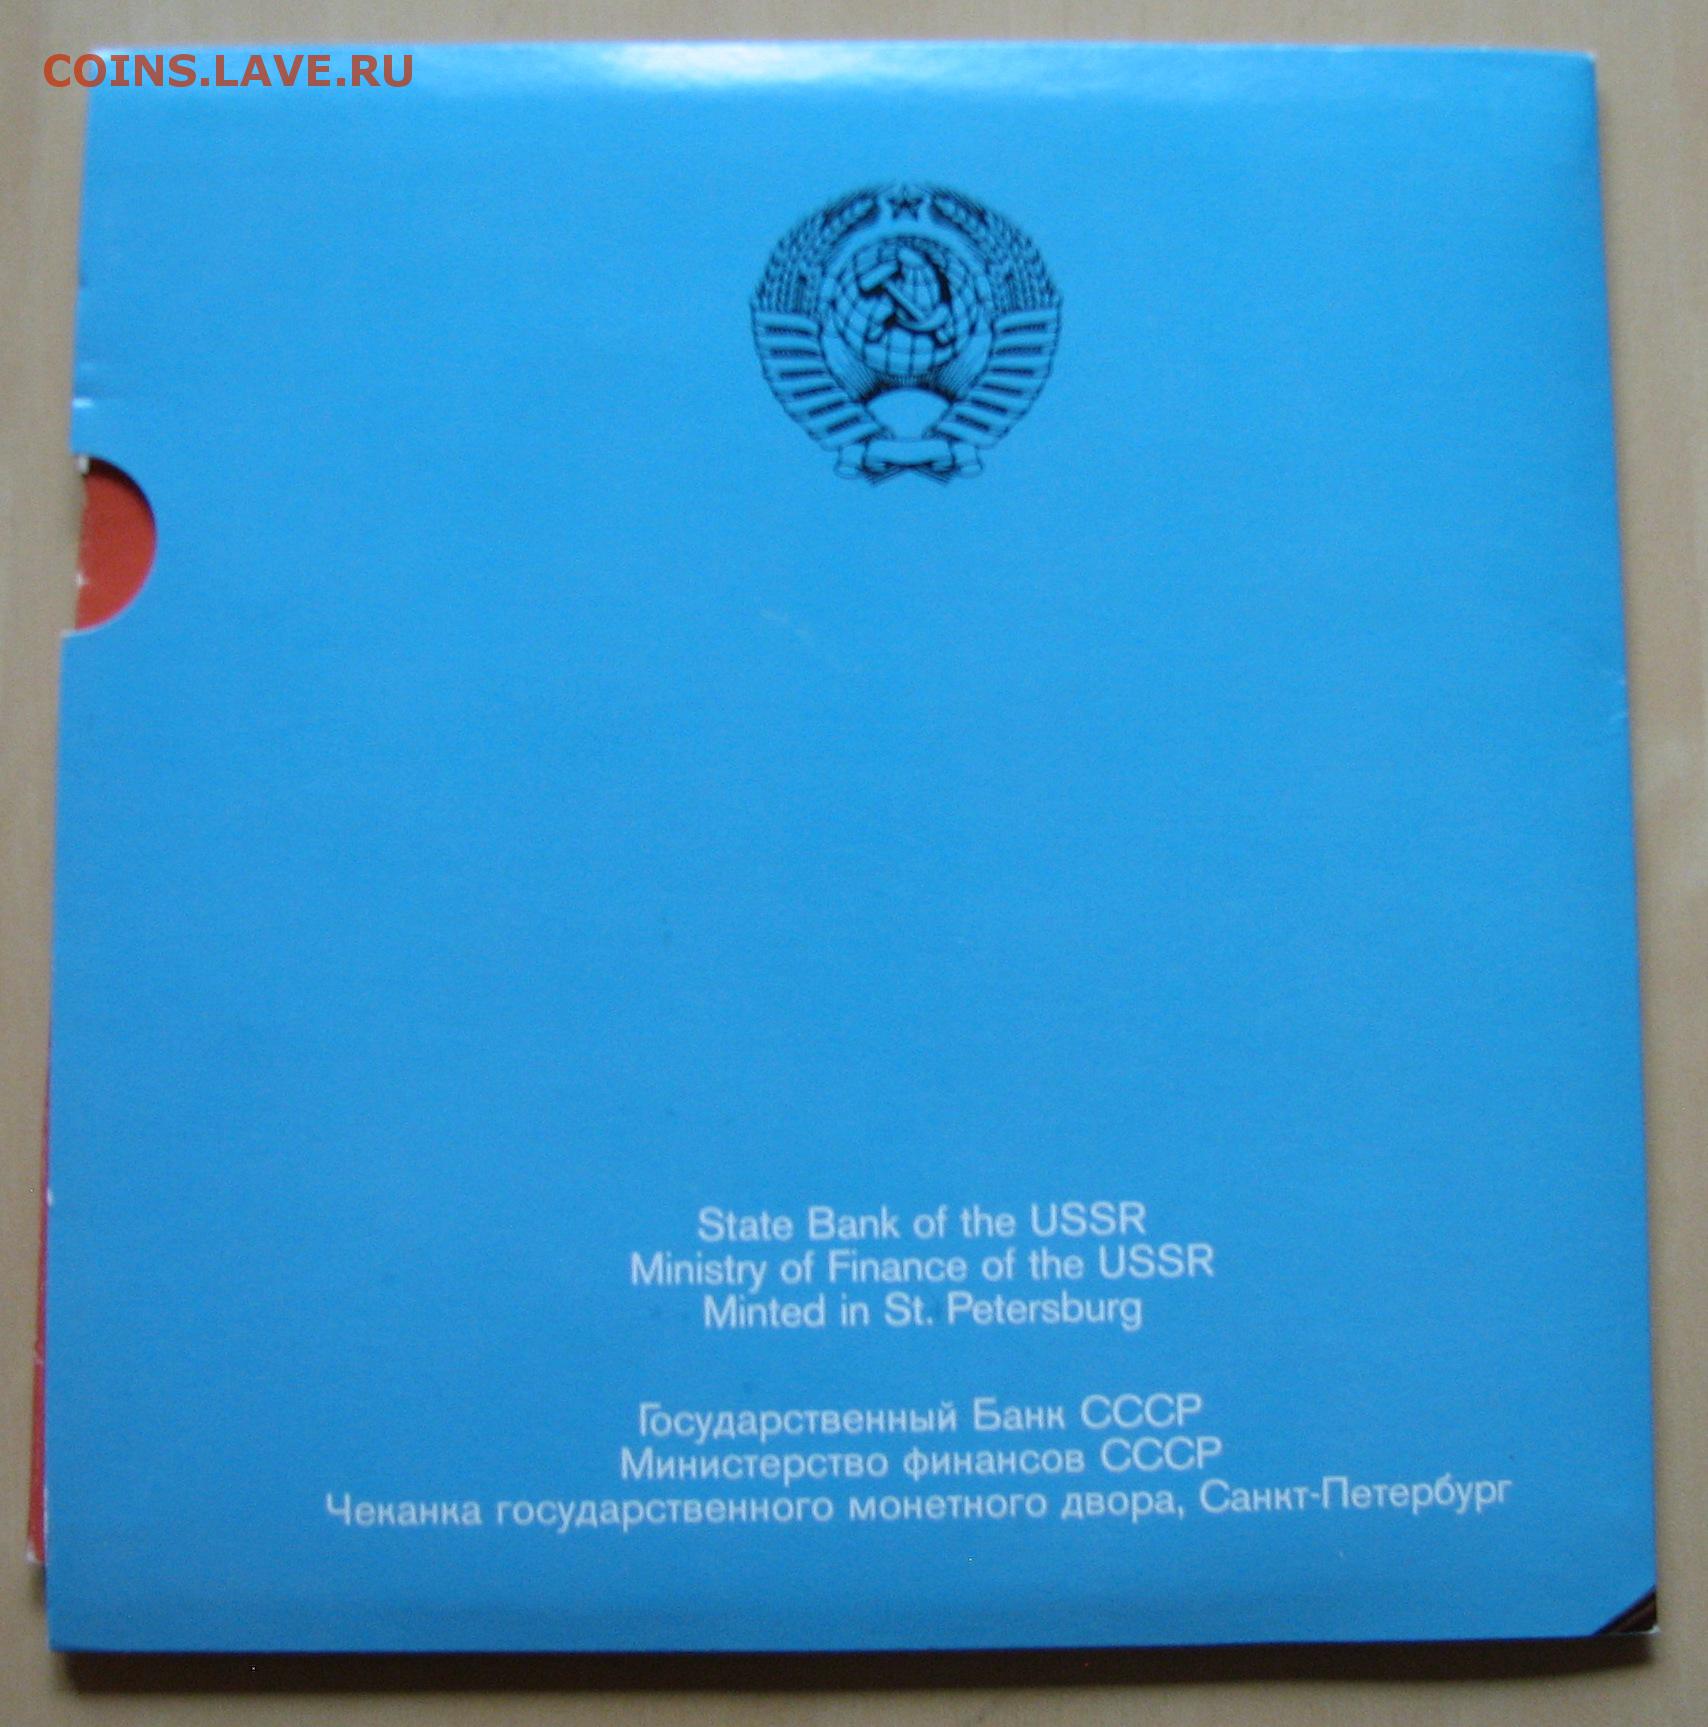 COINS.LAVE.RU
State Bank of the USSR
Ministry of Finance of the USSR
Minted in St. Petersburg
Государственный Банк СССР
Министерство финансов СССР
Чеканка государственного монетного двора, Санкт-Петербург